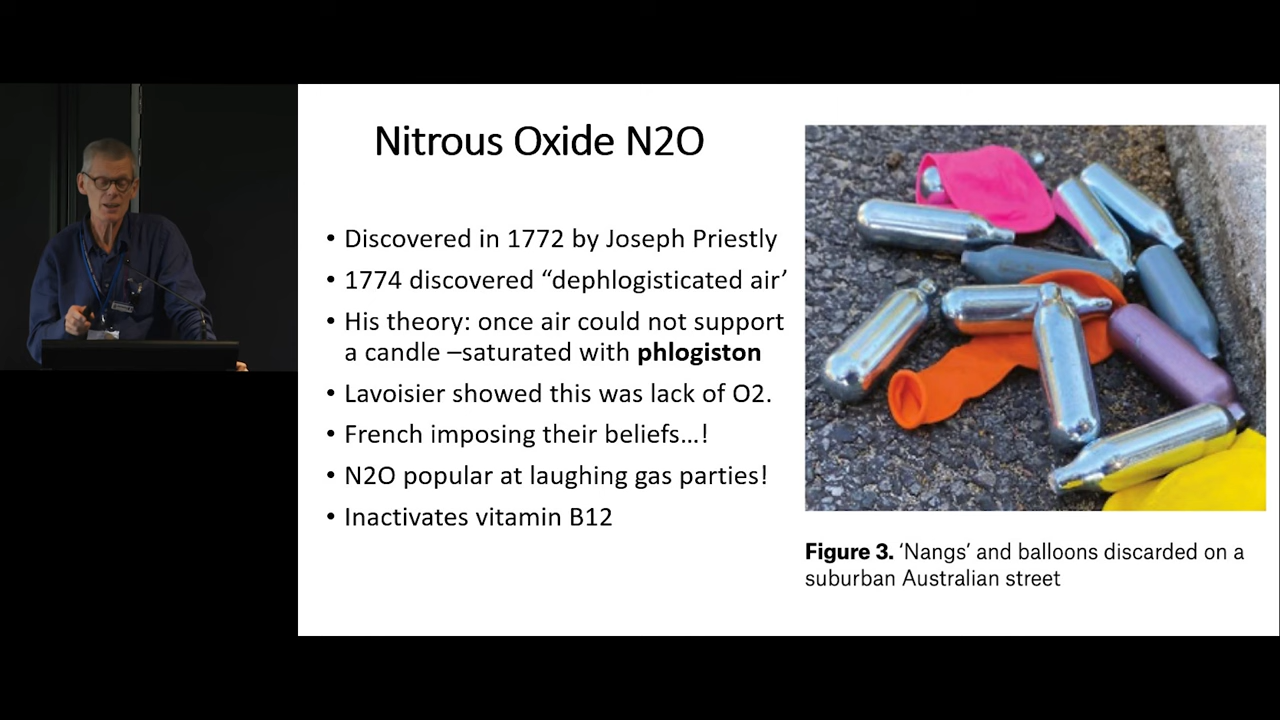 Nitrous Oxide N2O
• Discovered in 1772 by Joseph Priestly
• 1774 discovered “dephlogisticated air’
• His theory: once air could not support
a candle –saturated with phlogiston
• Lavoisier showed this was lack of O2.
• French imposing their beliefs…!
• N2O popular at laughing gas parties!
• Inactivates vitamin B12
Figure 3. ‘Nangs’ and balloons discarded on a
suburban Australian street